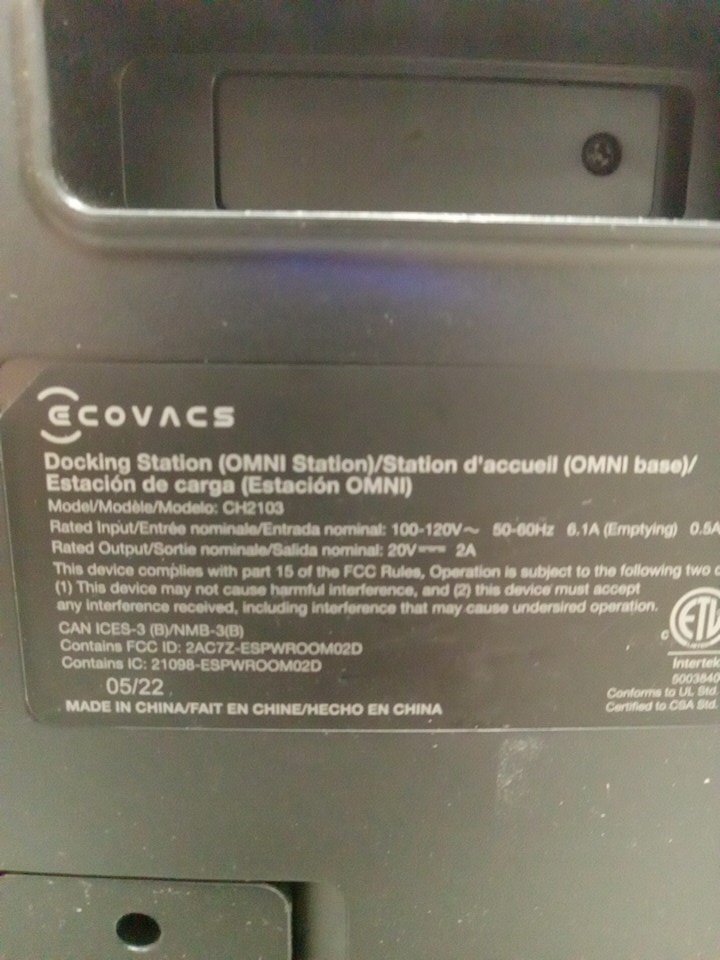 ECOVACS
Docking Station (OMNI Station)/Station d'accueil (OMNI base)/
Estación de carga (Estación OMNI)
Model/Modèle/Modelo: CH2103
Rated Input/Entrée nominale/Entrada nominal: 100-120V~ 50-60Hz 6.1A (Emptying) 0.5A
Rated Output/Sortie nominale/Salida nominal: 20V⎓ 2A
This device complies with part 15 of the FCC Rules, Operation is subject to the following two
(1) This device may not cause harmful interference, and (2) this device must accept
any interference received, including interference that may cause undersired operation.
CAN ICES-3 (B)/NMB-3(B)
Contains FCC ID: 2AC7Z-ESPWROOM02D
Contains IC: 21098-ESPWROOM02D
05/22
MADE IN CHINA/FAIT EN CHINE/HECHO EN CHINA
c ETL
Intertek
5003840
Conforms to UL Std.
Certified to CSA Std.